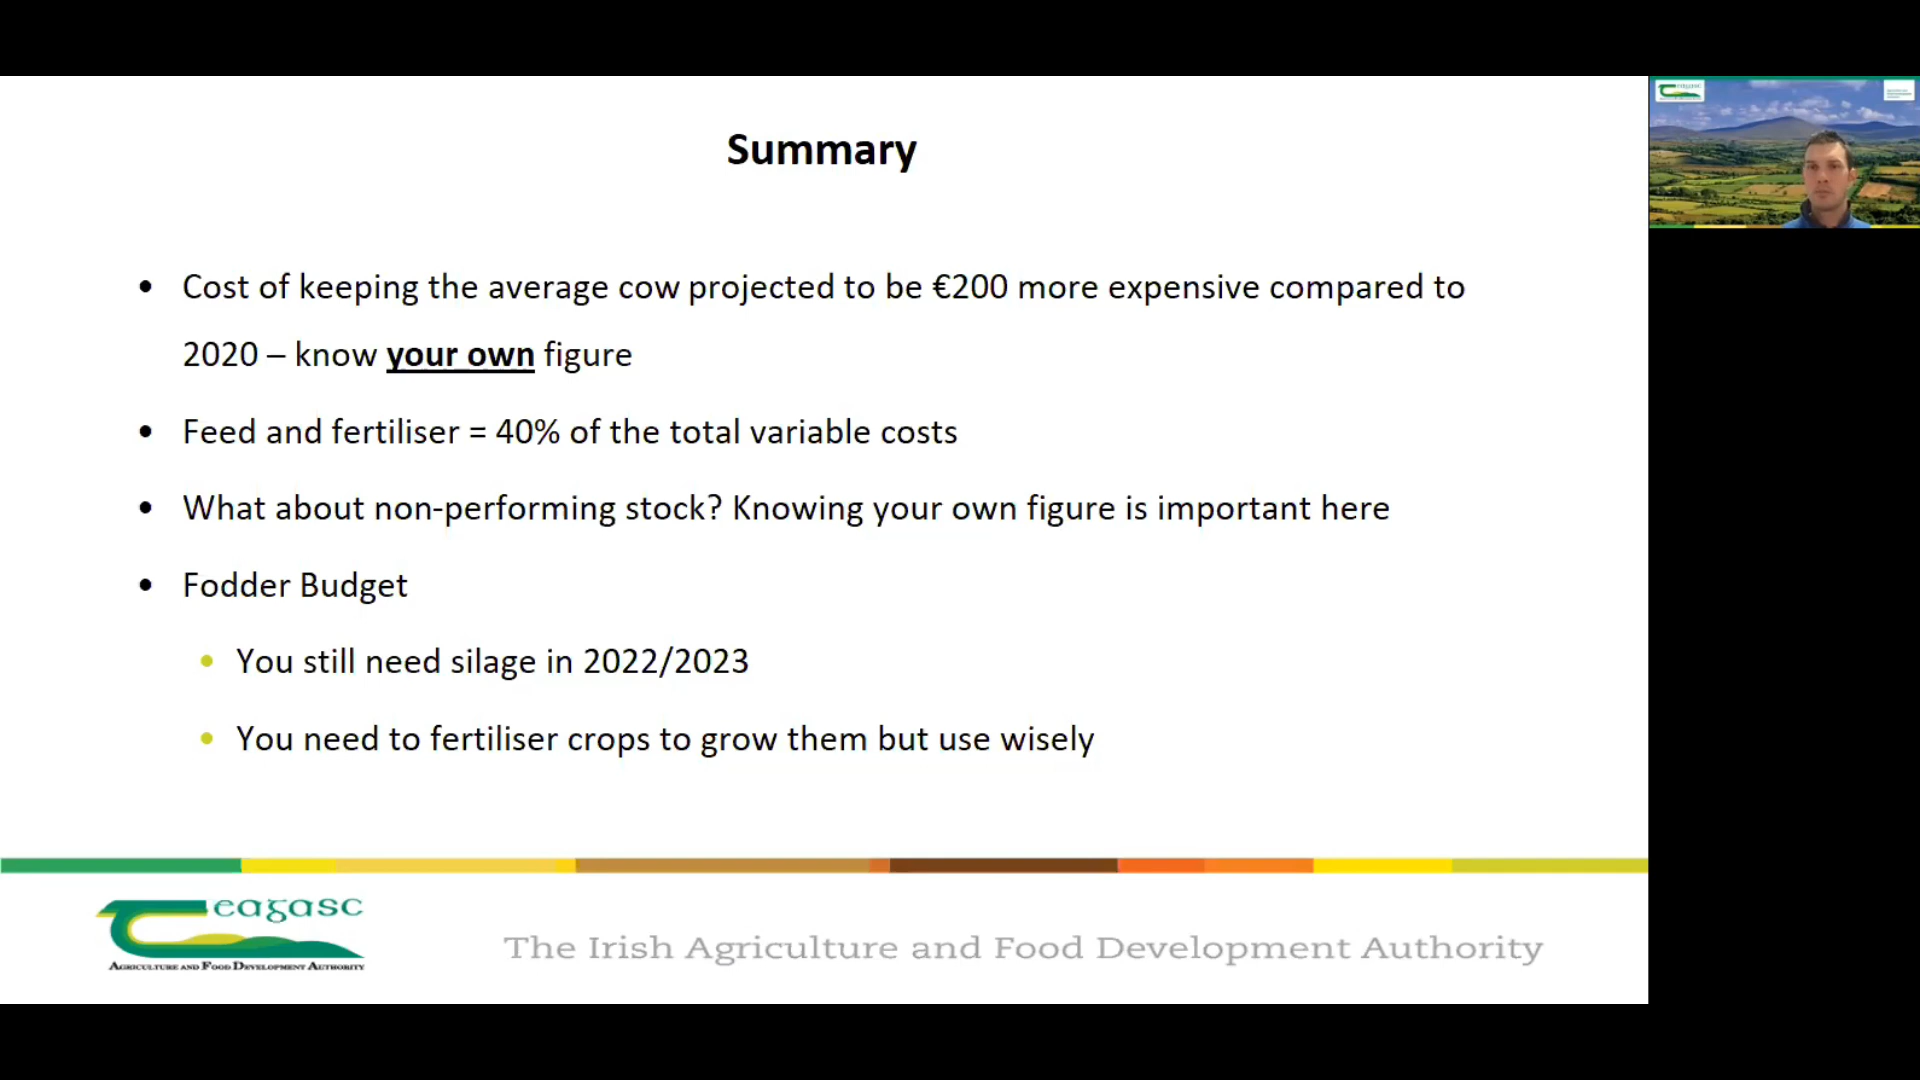 Summary
• Cost of keeping the average cow projected to be €200 more expensive compared to
2020 – know your own figure
• Feed and fertiliser = 40% of the total variable costs
• What about non-performing stock? Knowing your own figure is important here
• Fodder Budget
• You still need silage in 2022/2023
• You need to fertiliser crops to grow them but use wisely
eagasc
AGRICULTURE AND FOOD DEVELOPMENT AUTHORITY
The Irish Agriculture and Food Development Authority
eagasc